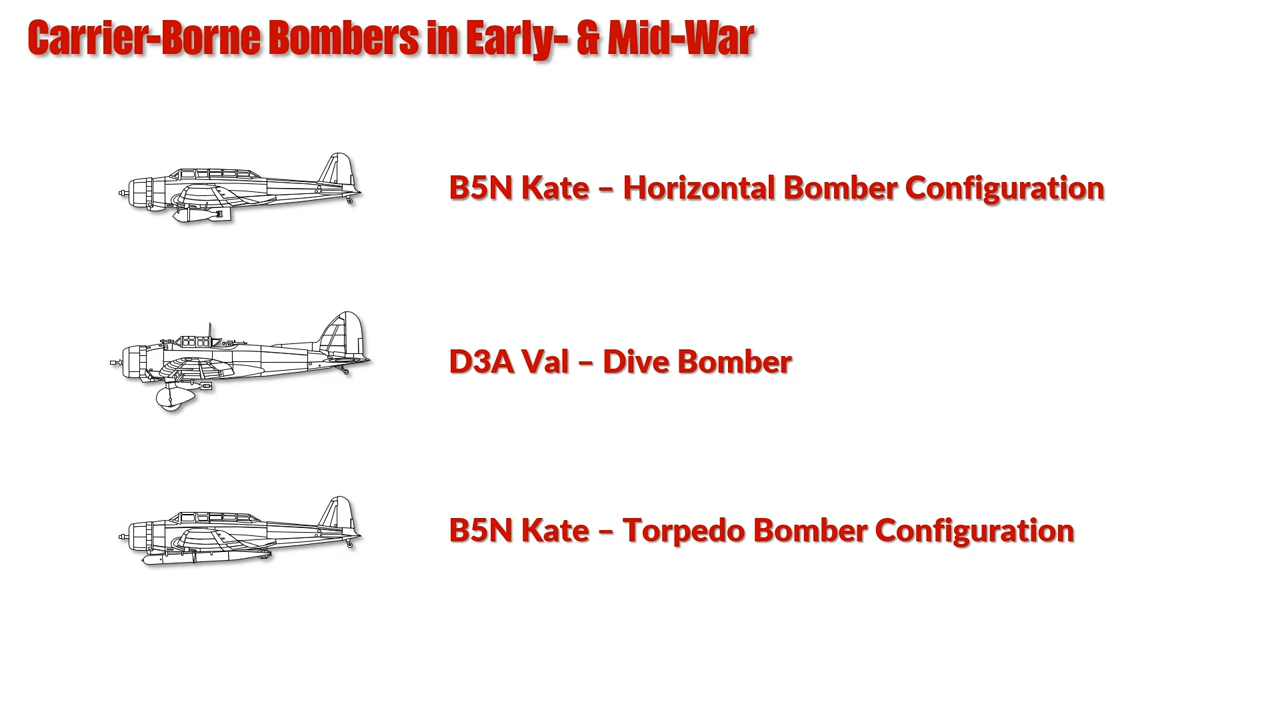 Carrier-Borne Bombers in Early- & Mid-War
B5N Kate – Horizontal Bomber Configuration
D3A Val – Dive Bomber
B5N Kate – Torpedo Bomber Configuration